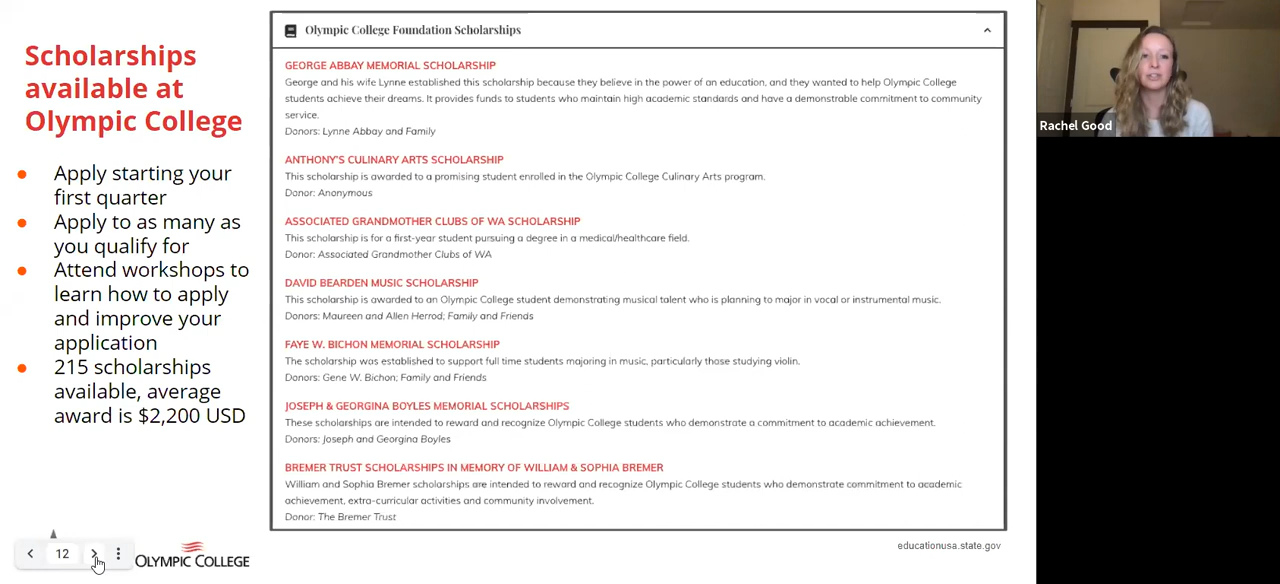 Scholarships
available at
Olympic College
Apply starting your
first quarter
Apply to as many as
you qualify for
Attend workshops to
learn how to apply
and improve your
application
215 scholarships
available, average
award is $2,200 USD
Olympic College Foundation Scholarships
GEORGE ABBAY MEMORIAL SCHOLARSHIP
George and his wife Lynne established this scholarship because they believe in the power of an education, and they wanted to help Olympic College
students achieve their dreams. It provides funds to students who maintain high academic standards and have a demonstrable commitment to community
service.
Donors: Lynne Abbay and Family
ANTHONY'S CULINARY ARTS SCHOLARSHIP
This scholarship is awarded to a promising student enrolled in the Olympic College Culinary Arts program.
Donor: Anonymous
ASSOCIATED GRANDMOTHER CLUBS OF WA SCHOLARSHIP
This scholarship is for a first-year student pursuing a degree in a medical/healthcare field.
Donor: Associated Grandmother Clubs of WA
DAVID BEARDEN MUSIC SCHOLARSHIP
This scholarship is awarded to an Olympic College student demonstrating musical talent who is planning to major in vocal or instrumental music.
Donors: Maureen and Allen Herrod; Family and Friends
FAYE W. BICHON MEMORIAL SCHOLARSHIP
The scholarship was established to support full time students majoring in music, particularly those studying violin.
Donors: Gene W. Bichon; Family and Friends
JOSEPH & GEORGINA BOYLES MEMORIAL SCHOLARSHIPS
These scholarships are intended to reward and recognize Olympic College students who demonstrate a commitment to academic achievement.
Donors: Joseph and Georgina Boyles
BREMER TRUST SCHOLARSHIPS IN MEMORY OF WILLIAM & SOPHIA BREMER
William and Sophia Bremer scholarships are intended to reward and recognize Olympic College students who demonstrate commitment to academic
achievement, extra-curricular activities and community involvement.
Donor: The Bremer Trust
12
OLYMPIC COLLEGE
educationusa.state.gov
Rachel Good